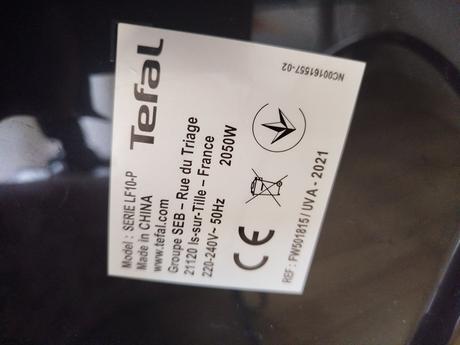 Tefal
Model : SERIE LF10-P
Made in CHINA
www.tefal.com
Groupe SEB – Rue du Triage
21120 Is-sur-Tille – France
220-240V~ 50Hz 2050W
CE
REF : FW501815 / UVA - 2021
NC00161557-02